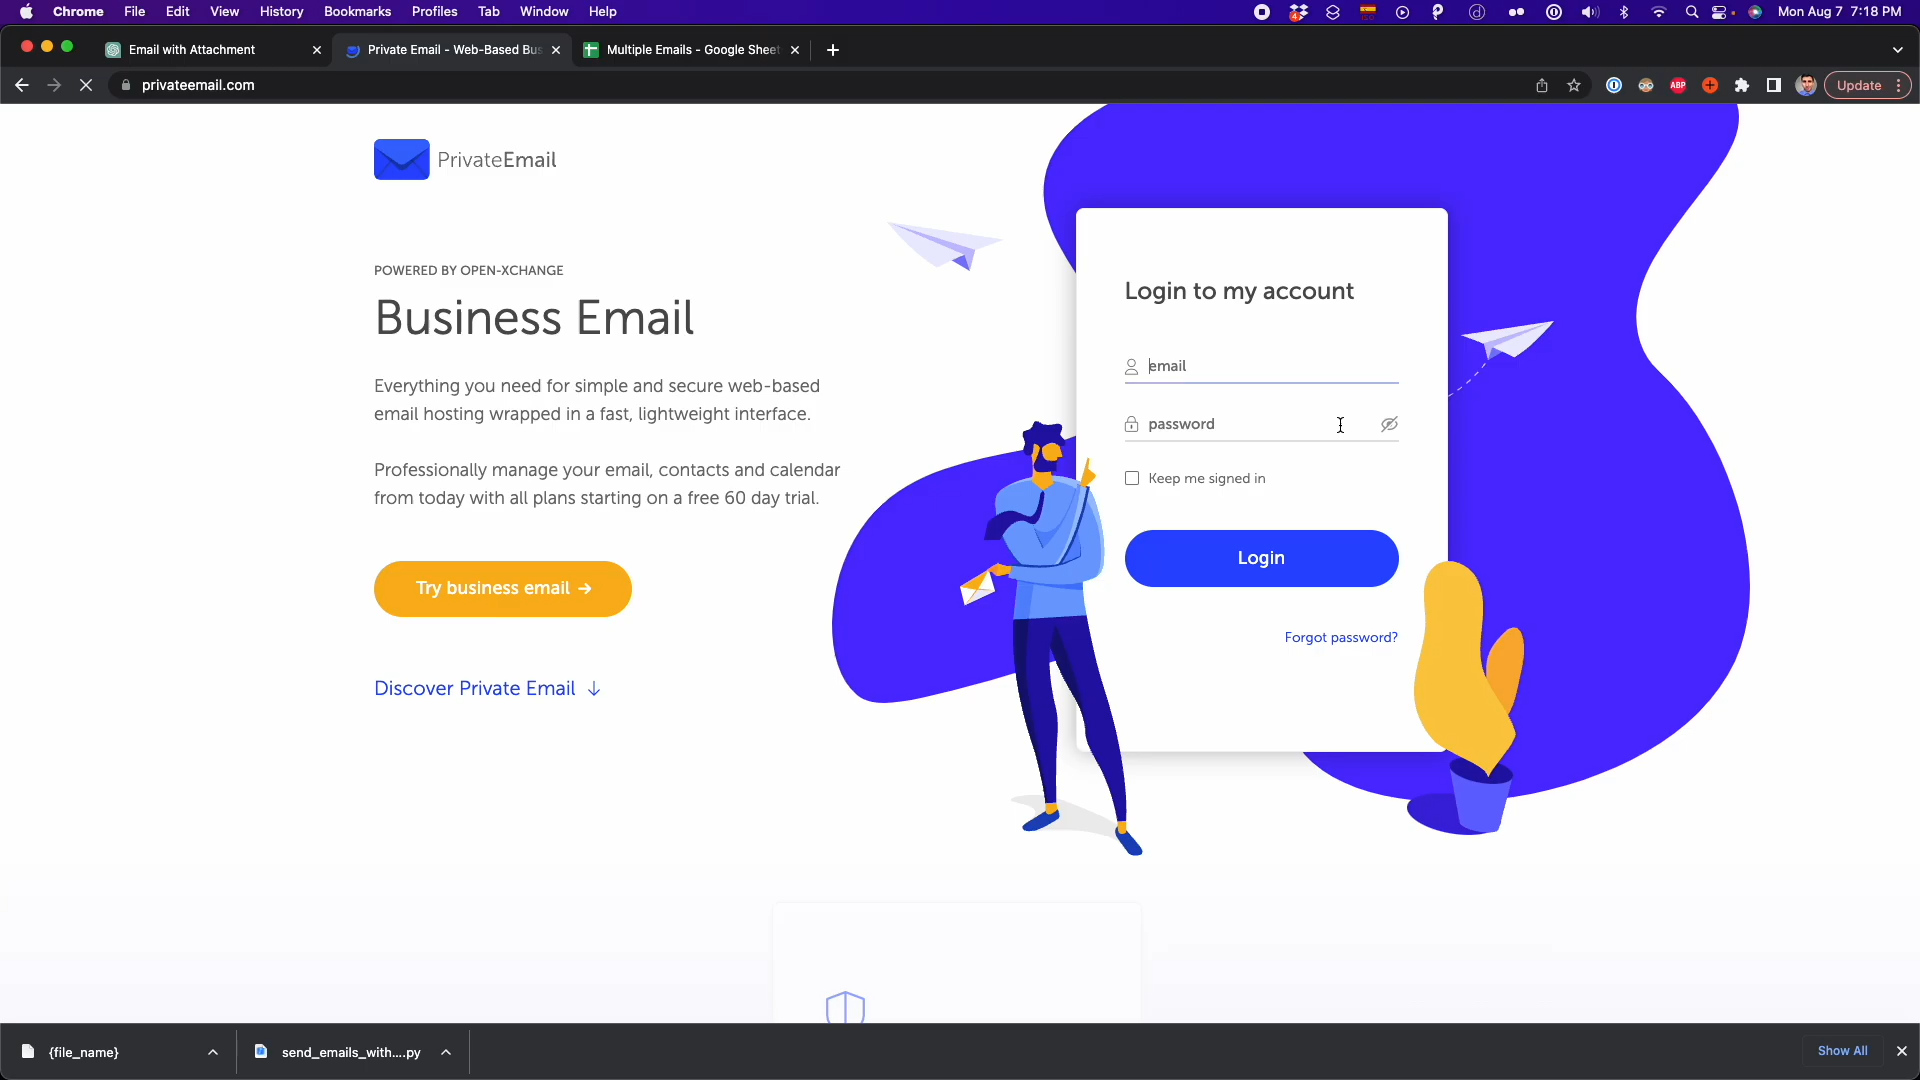 Chrome File Edit View History Bookmarks Profiles Tab Window Help Mon Aug 7 7:18 PM
Email with Attachment Private Email - Web-Based Bus Multiple Emails - Google Sheet
privateemail.com ABP Update
PrivateEmail
POWERED BY OPEN-XCHANGE
Business Email
Everything you need for simple and secure web-based
email hosting wrapped in a fast, lightweight interface.
Professionally manage your email, contacts and calendar
from today with all plans starting on a free 60 day trial.
Try business email →
Discover Private Email ↓
Login to my account
email
password
Keep me signed in
Login
Forgot password?
{file_name} send_emails_with....py Show All